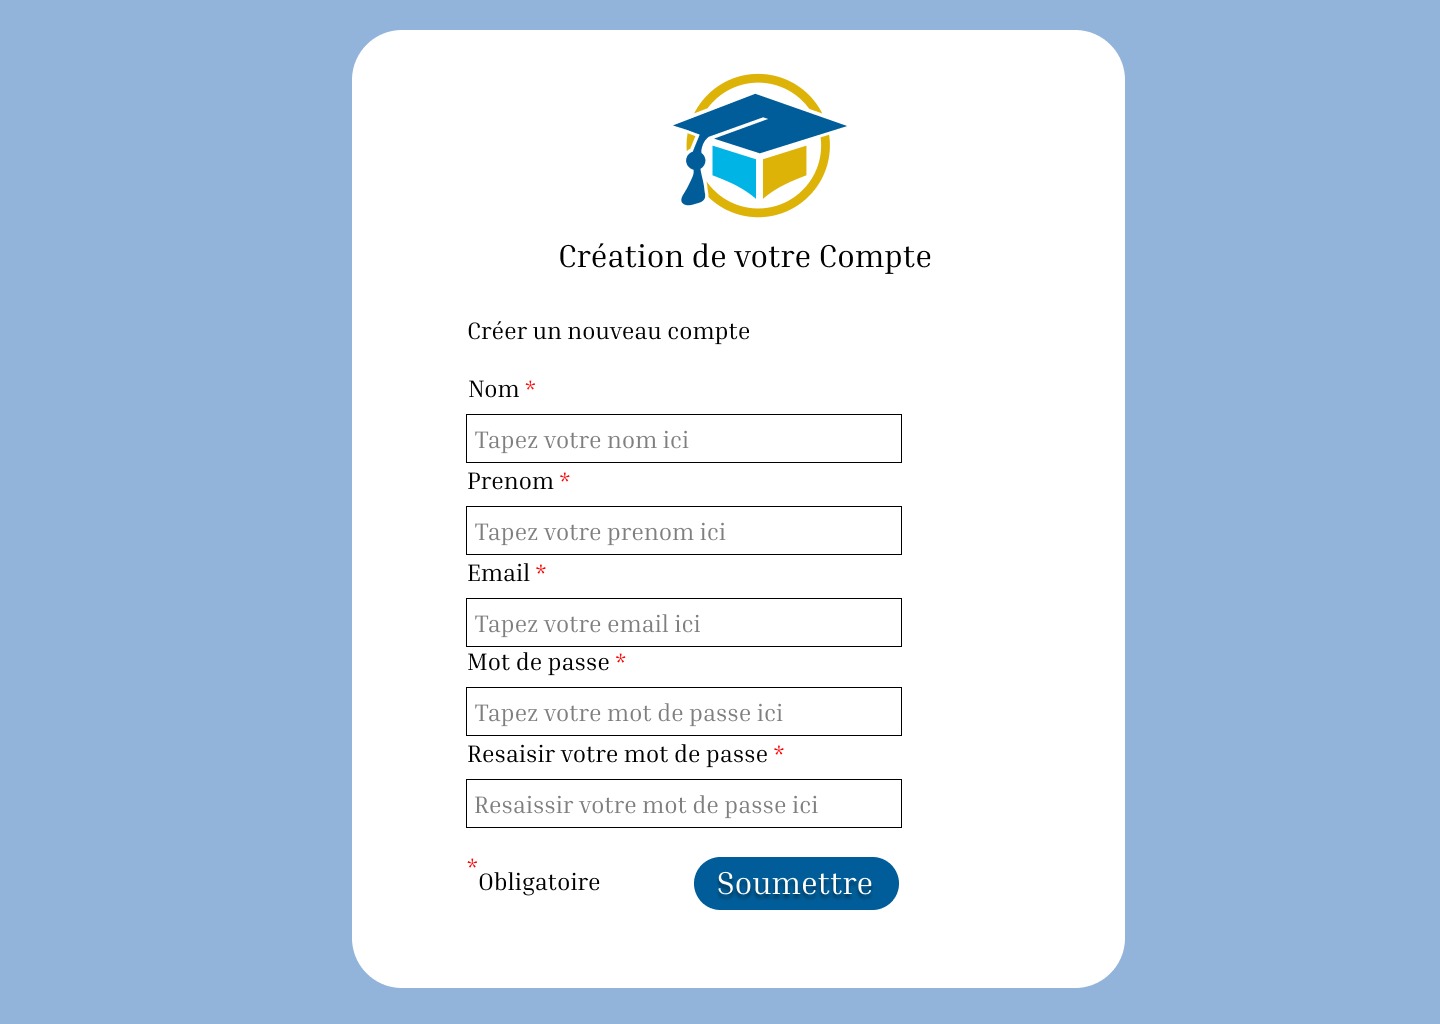 Création de votre Compte
Créer un nouveau compte
Nom *
Tapez votre nom ici
Prenom *
Tapez votre prenom ici
Email *
Tapez votre email ici
Mot de passe *
Tapez votre mot de passe ici
Resaisir votre mot de passe *
Resaissir votre mot de passe ici
*Obligatoire
Soumettre